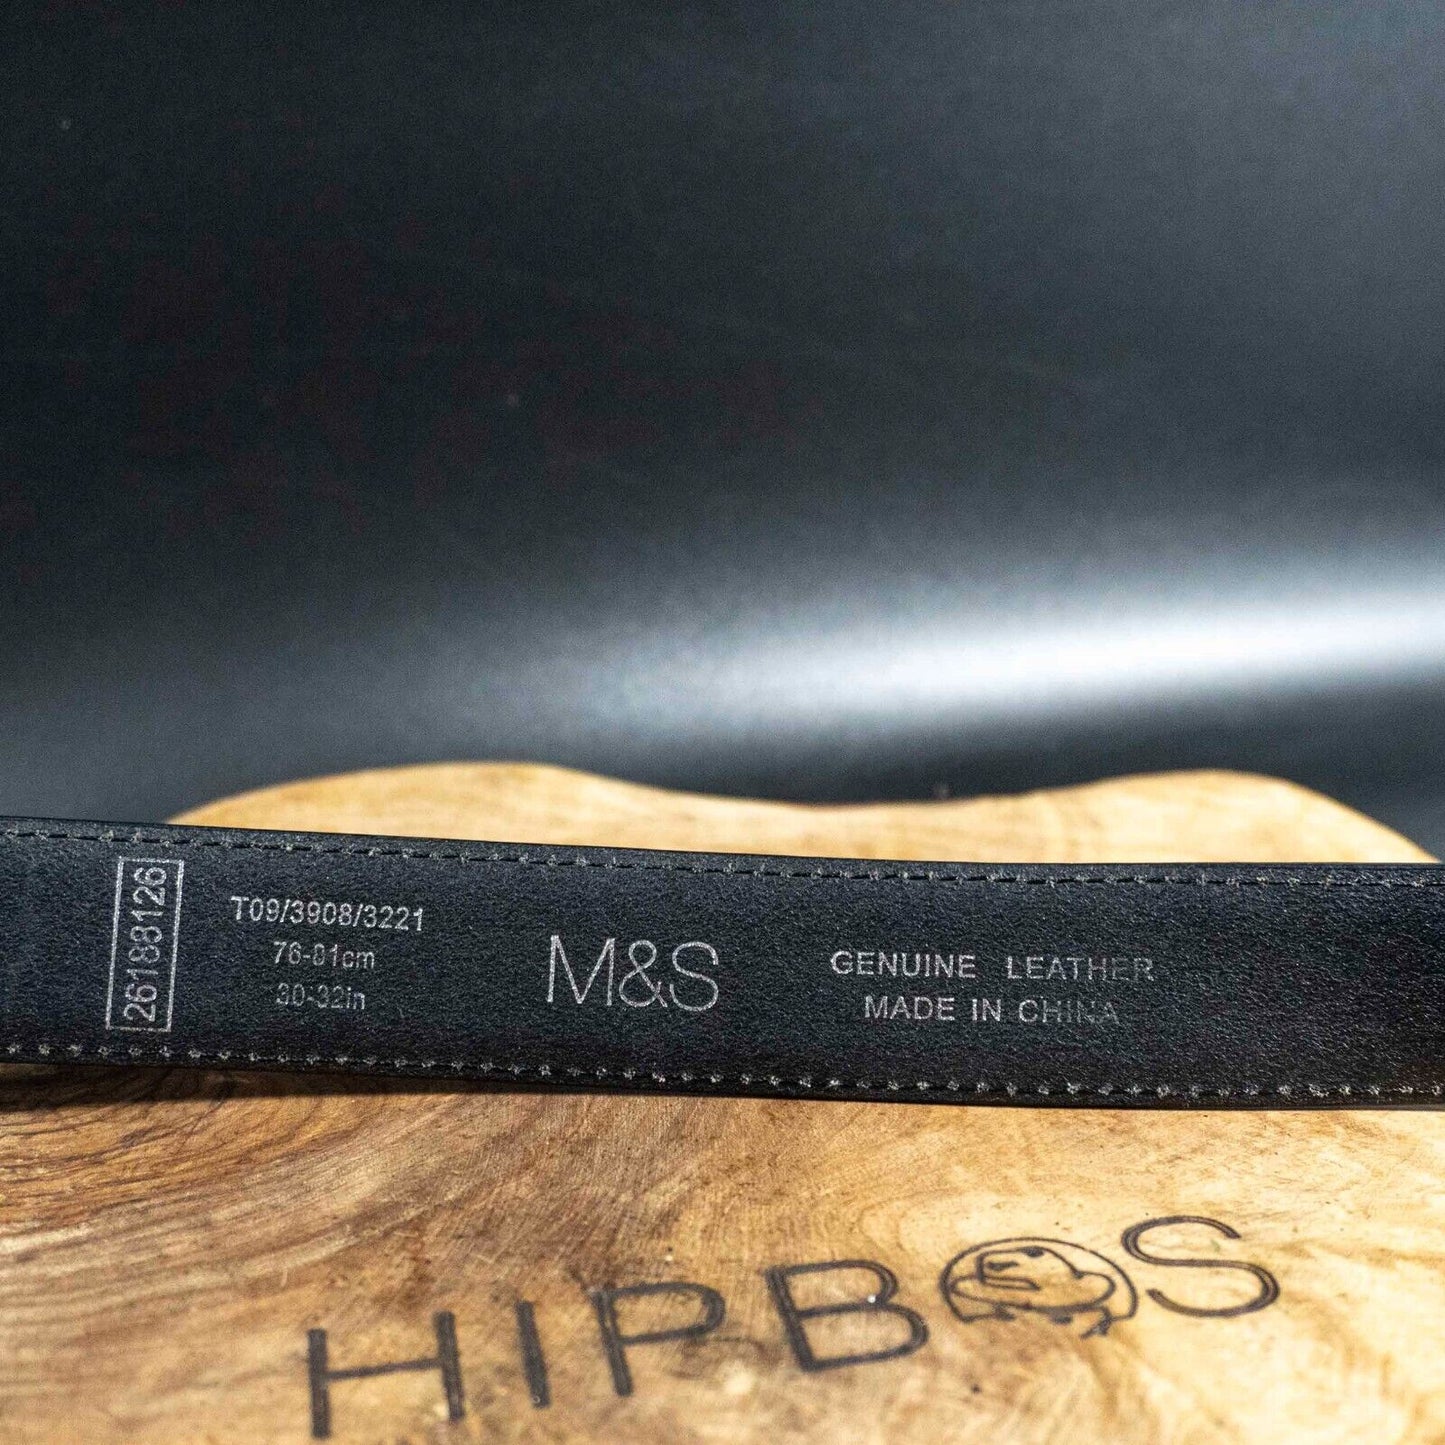 26188126
T09/3908/3221
76-81cm
30-32in
M&S
GENUINE LEATHER
MADE IN CHINA
HIPBOS